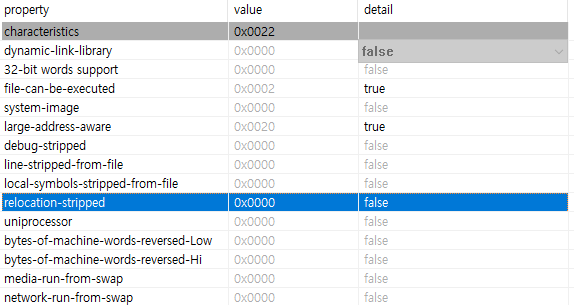 property value detail
characteristics 0x0022
dynamic-link-library 0x0000 false
32-bit words support 0x0000 false
file-can-be-executed 0x0002 true
system-image 0x0000 false
large-address-aware 0x0020 true
debug-stripped 0x0000 false
line-stripped-from-file 0x0000 false
local-symbols-stripped-from-file 0x0000 false
relocation-stripped 0x0000 false
uniprocessor 0x0000 false
bytes-of-machine-words-reversed-Low 0x0000 false
bytes-of-machine-words-reversed-Hi 0x0000 false
media-run-from-swap 0x0000 false
network-run-from-swap 0x0000 false